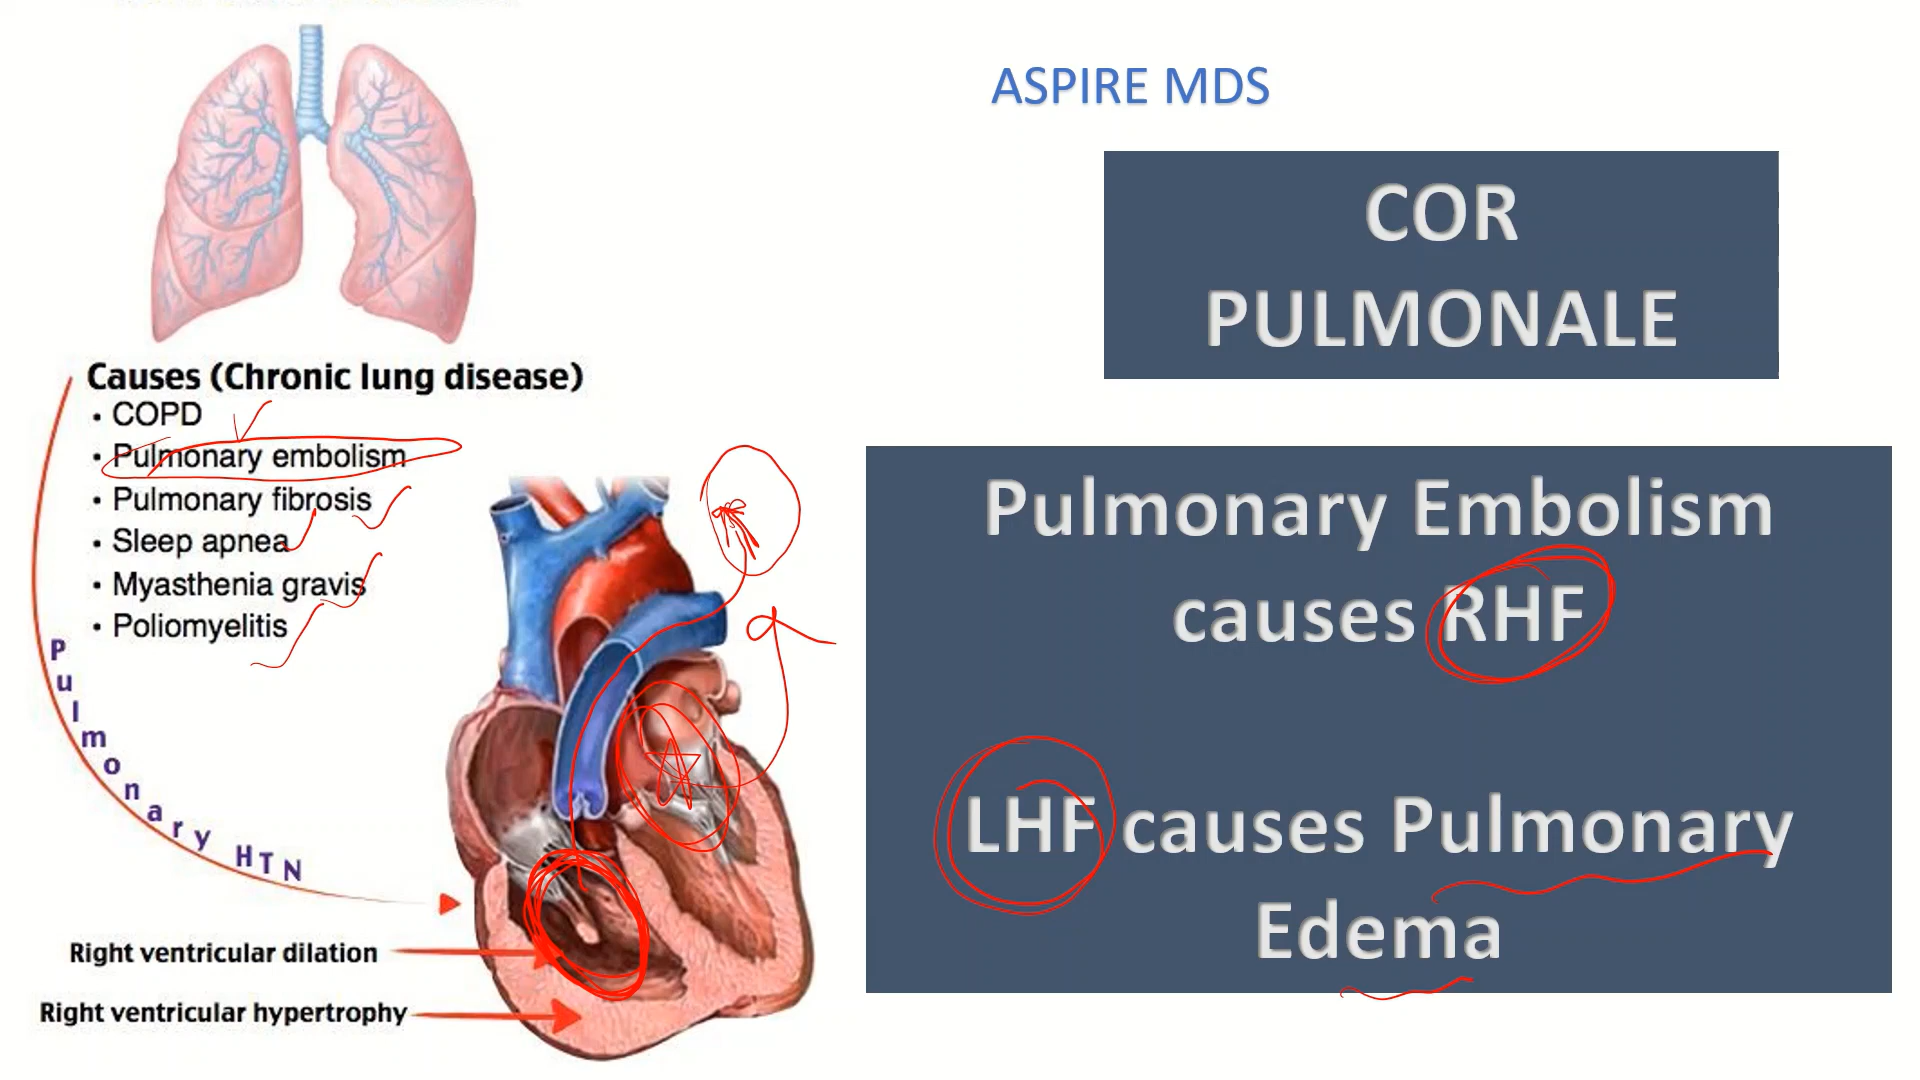 ASPIRE MDS
COR
PULMONALE
Causes (Chronic lung disease)
• COPD
• Pulmonary embolism
• Pulmonary fibrosis
• Sleep apnea
• Myasthenia gravis
• Poliomyelitis
Pulmonary HTN
Right ventricular dilation
Right ventricular hypertrophy
Pulmonary Embolism
causes RHF
LHF causes Pulmonary
Edema